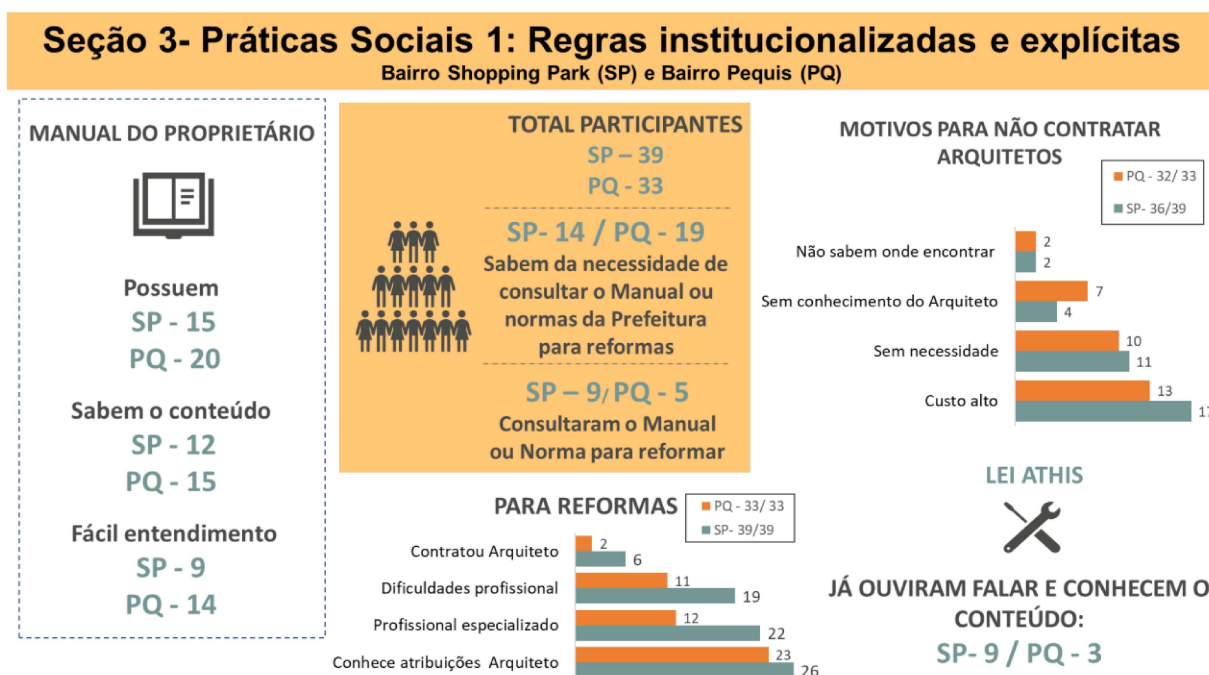 Seção 3- Práticas Sociais 1: Regras institucionalizadas e explícitas
Bairro Shopping Park (SP) e Bairro Pequis (PQ)
MANUAL DO PROPRIETÁRIO
Possuem
SP - 15
PQ - 20
Sabem o conteúdo
SP - 12
PQ - 15
Fácil entendimento
SP - 9
PQ - 14
TOTAL PARTICIPANTES
SP – 39
PQ - 33
SP- 14 / PQ - 19
Sabem da necessidade de
consultar o Manual ou
normas da Prefeitura
para reformas
SP – 9/ PQ - 5
Consultaram o Manual
ou Norma para reformar
PARA REFORMAS
PQ - 33/ 33
SP- 39/39
Contratou Arquiteto
2
6
Dificuldades profissional
11
19
Profissional especializado
12
22
Conhece atribuições Arquiteto
23
26
MOTIVOS PARA NÃO CONTRATAR
ARQUITETOS
PQ - 32/ 33
SP- 36/39
Não sabem onde encontrar
2
2
Sem conhecimento do Arquiteto
7
4
Sem necessidade
10
11
Custo alto
13
17
LEI ATHIS
JÁ OUVIRAM FALAR E CONHECEM O
CONTEÚDO:
SP- 9 / PQ - 3